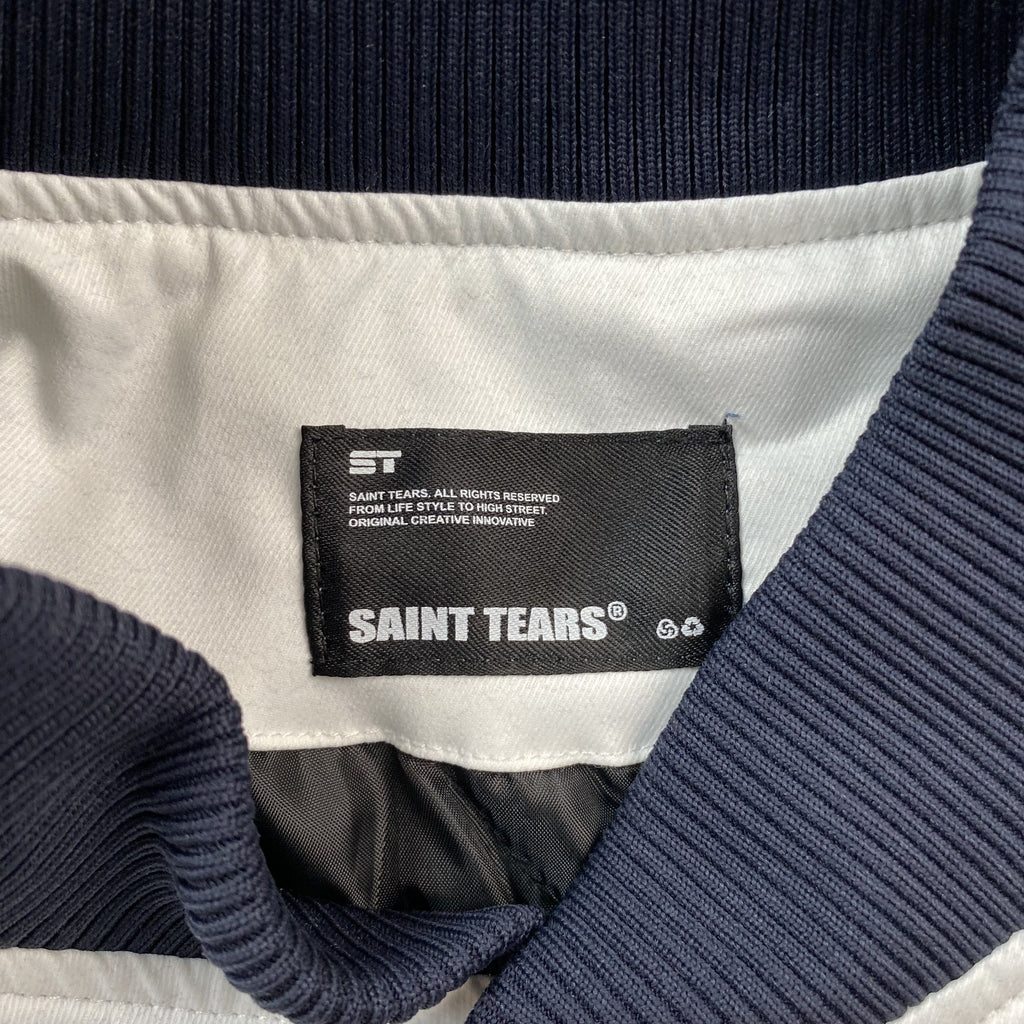 ST
SAINT TEARS. ALL RIGHTS RESERVED
FROM LIFE STYLE TO HIGH STREET.
ORIGINAL CREATIVE INNOVATIVE
SAINT TEARS®